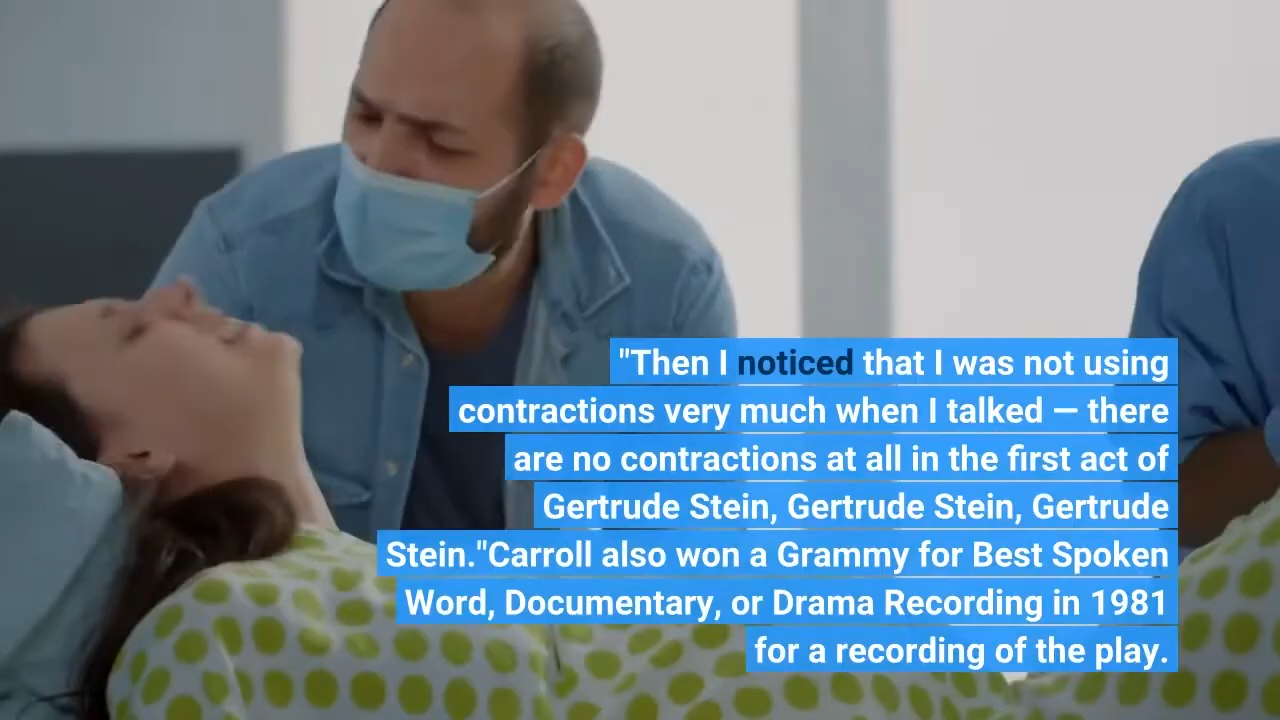 "Then I noticed that I was not using
contractions very much when I talked — there
are no contractions at all in the first act of
Gertrude Stein, Gertrude Stein, Gertrude
Stein."Carroll also won a Grammy for Best Spoken
Word, Documentary, or Drama Recording in 1981
for a recording of the play.